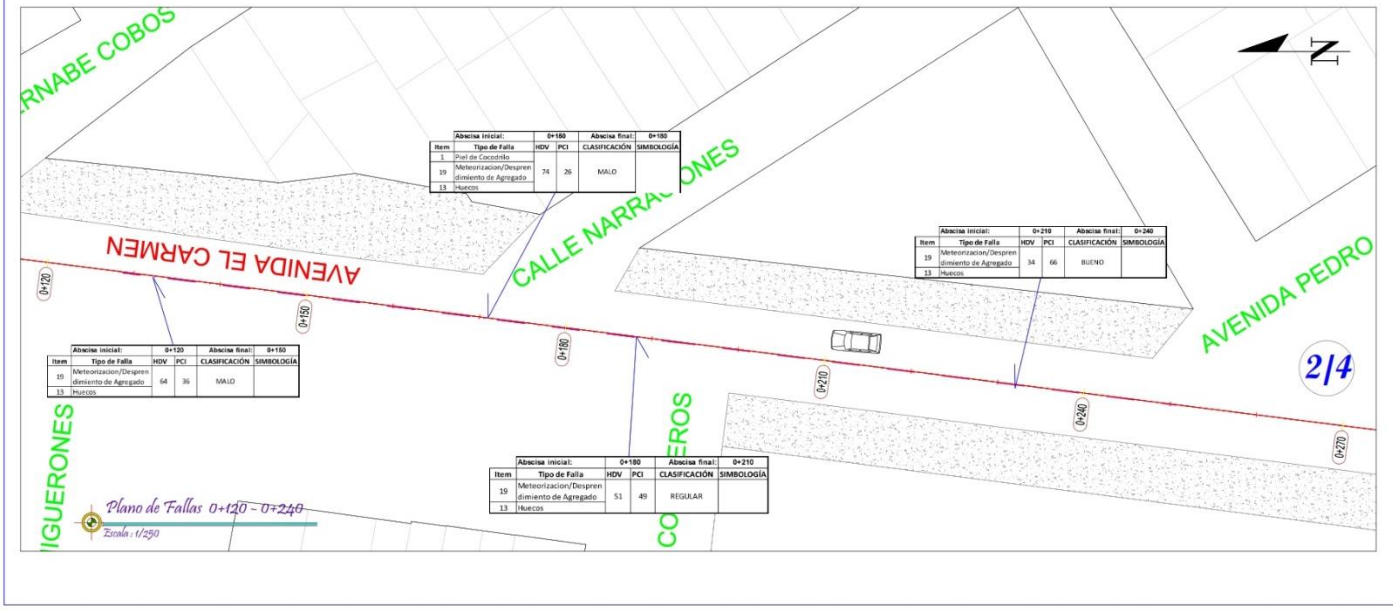 ERNABE COBOS
N
Abscisa inicial: 0+150 Abscisa final: 0+180
Item Tipo de Falla HDV PCI CLASIFICACIÓN SIMBOLOGÍA
1 Piel de Cocodrilo
19 Meteorizacion/Despren
dimiento de Agregado 74 26 MALO
13 Huecos
CALLE NARRA ONES
AVENIDA EL CARMEN
Abscisa inicial: 0+210 Abscisa final: 0+240
Item Tipo de Falla HDV PCI CLASIFICACIÓN SIMBOLOGÍA
19 Meteorizacion/Despren
dimiento de Agregado 34 66 BUENO
13 Huecos
AVENIDA PEDRO
0+120
0+150
0+180
0+210
0+240
0+270
2/4
Abscisa inicial: 0+120 Abscisa final: 0+150
Item Tipo de Falla HDV PCI CLASIFICACIÓN SIMBOLOGÍA
19 Meteorizacion/Despren
dimiento de Agregado 64 36 MALO
13 Huecos
IGUERONES
CO EROS
Abscisa inicial: 0+180 Abscisa final: 0+210
Item Tipo de Falla HDV PCI CLASIFICACIÓN SIMBOLOGÍA
19 Meteorizacion/Despren
dimiento de Agregado 51 49 REGULAR
13 Huecos
Plano de Fallas 0+120 - 0+240
Escala : 1/250